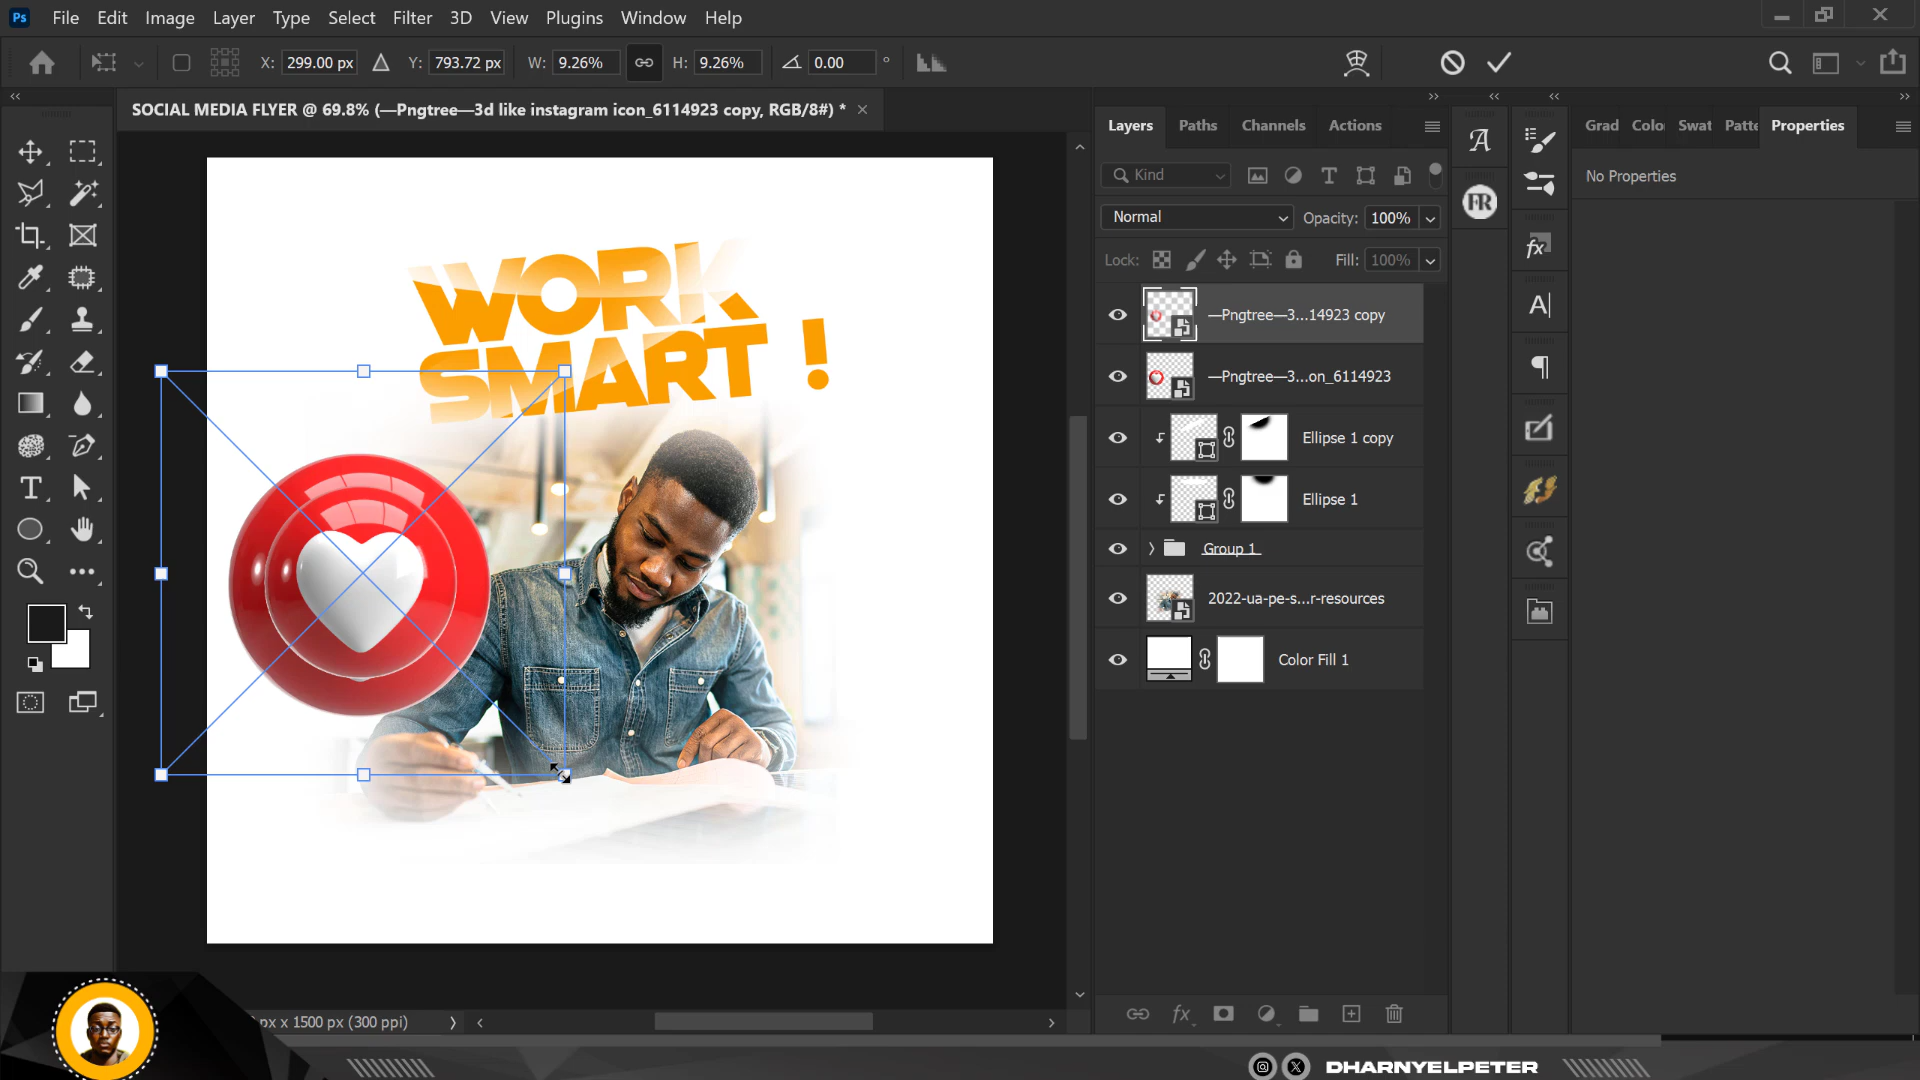 Ps File Edit Image Layer Type Select Filter 3D View Plugins Window Help
X: 299.00 px Y: 793.72 px W: 9.26% H: 9.26% 0.00 °
SOCIAL MEDIA FLYER @ 69.8% (—Pngtree—3d like instagram icon_6114923 copy, RGB/8#) * ×
Layers Paths Channels Actions
Grad Colo Swat Patte Properties
Kind
No Properties
Normal Opacity: 100%
Lock: Fill: 100%
WORK
SMART !
—Pngtree—3...14923 copy
—Pngtree—3...on_6114923
Ellipse 1 copy
Ellipse 1
Group 1
2022-ua-pe-s...r-resources
Color Fill 1
A
FR
fx
A|
T
px x 1500 px (300 ppi)
fx
DHARNYELPETER